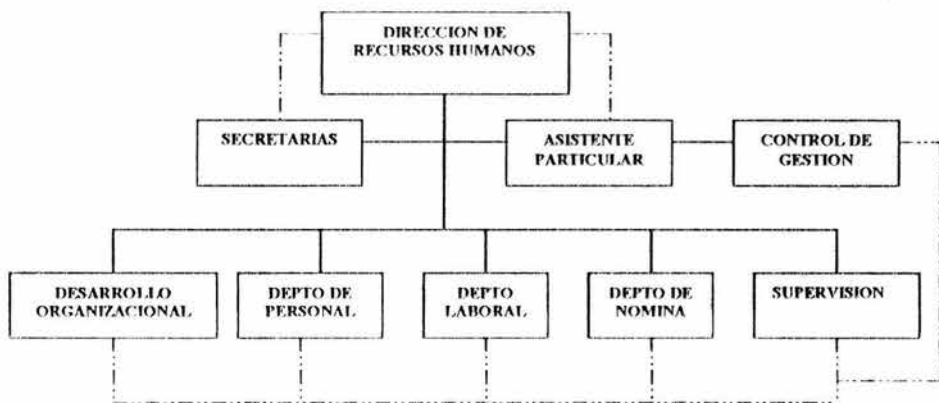 DIRECCION DE
RECURSOS HUMANOS
SECRETARIAS
ASISTENTE
PARTICULAR
CONTROL DE
GESTION
DESARROLLO
ORGANIZACIONAL
DEPTO DE
PERSONAL
DEPTO
LABORAL
DEPTO DE
NOMINA
SUPERVISION